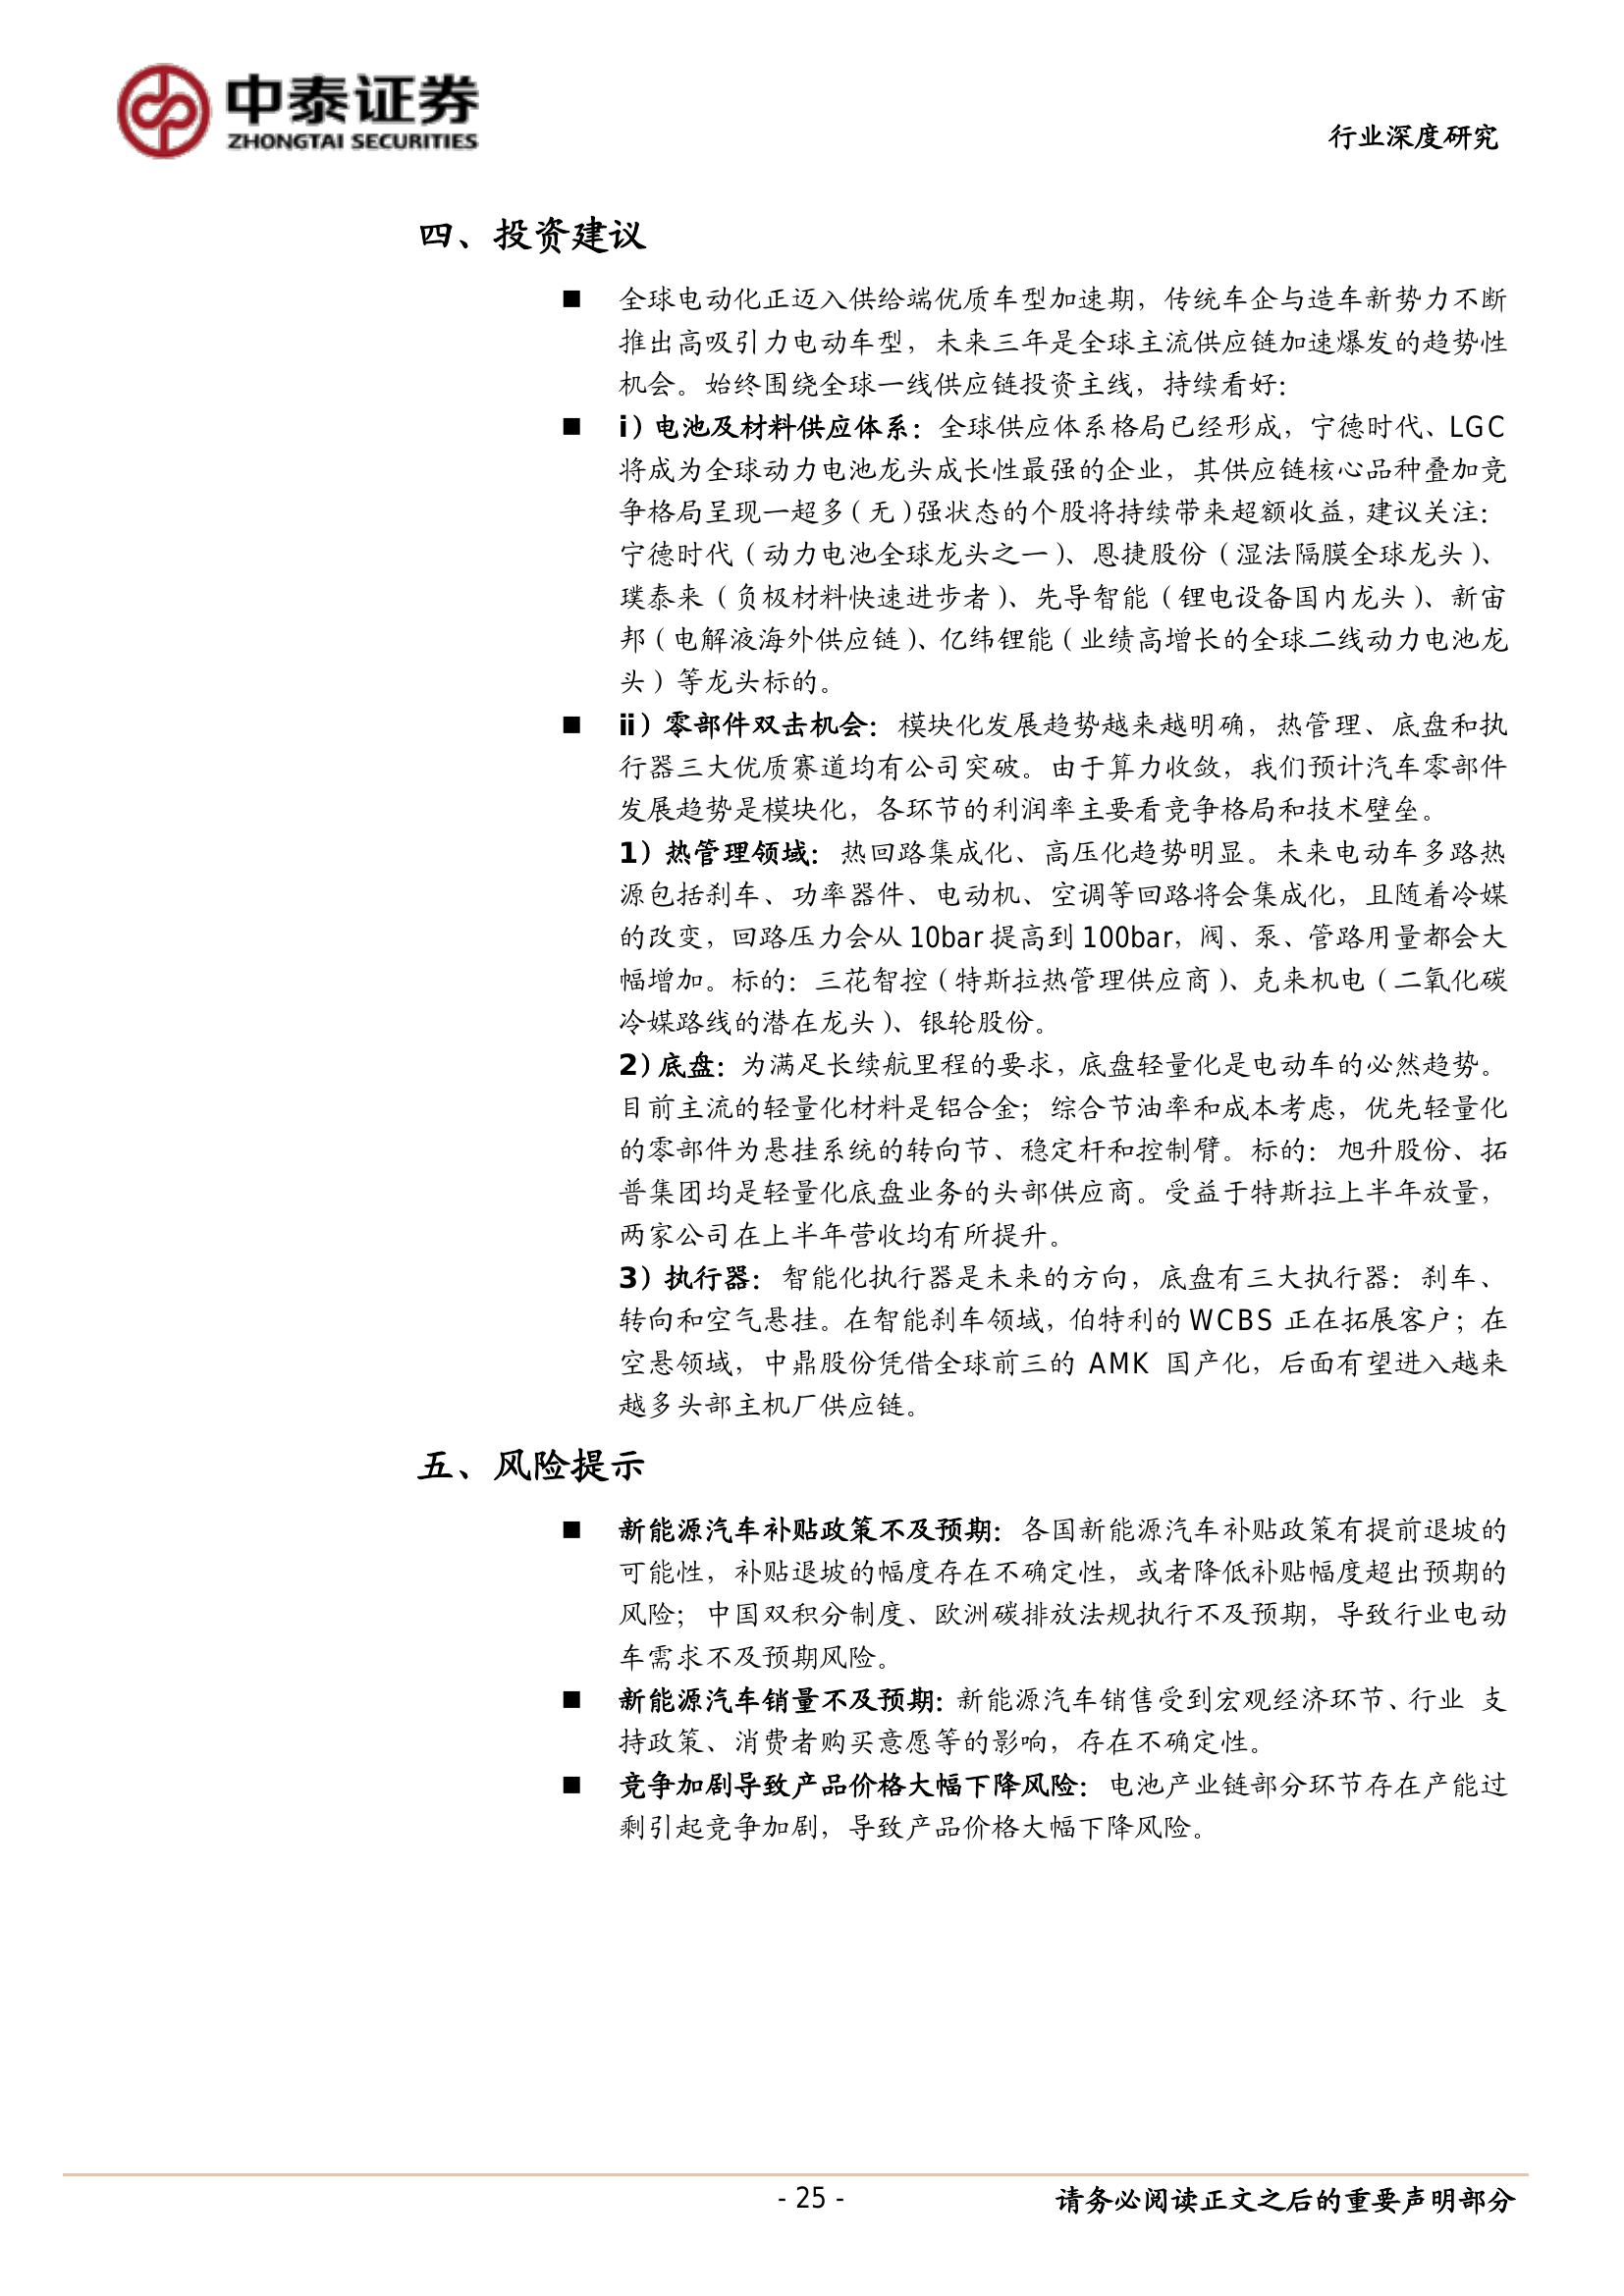 中泰证券
ZHONGTAI SECURITIES
行业深度研究
四、投资建议
■ 全球电动化正迈入供给端优质车型加速期，传统车企与造车新势力不断
推出高吸引力电动车型，未来三年是全球主流供应链加速爆发的趋势性
机会。始终围绕全球一线供应链投资主线，持续看好：
■ i）电池及材料供应体系：全球供应体系格局已经形成，宁德时代、LGC
将成为全球动力电池龙头成长性最强的企业，其供应链核心品种叠加竞
争格局呈现一超多（无）强状态的个股将持续带来超额收益，建议关注：
宁德时代（动力电池全球龙头之一）、恩捷股份（湿法隔膜全球龙头）、
璞泰来（负极材料快速进步者）、先导智能（锂电设备国内龙头）、新宙
邦（电解液海外供应链）、亿纬锂能（业绩高增长的全球二线动力电池龙
头）等龙头标的。
■ ii）零部件双击机会：模块化发展趋势越来越明确，热管理、底盘和执
行器三大优质赛道均有公司突破。由于算力收敛，我们预计汽车零部件
发展趋势是模块化，各环节的利润率主要看竞争格局和技术壁垒。
1）热管理领域：热回路集成化、高压化趋势明显。未来电动车多路热
源包括刹车、功率器件、电动机、空调等回路将会集成化，且随着冷媒
的改变，回路压力会从 10bar 提高到 100bar，阀、泵、管路用量都会大
幅增加。标的：三花智控（特斯拉热管理供应商）、克来机电（二氧化碳
冷媒路线的潜在龙头）、银轮股份。
2）底盘：为满足长续航里程的要求，底盘轻量化是电动车的必然趋势。
目前主流的轻量化材料是铝合金；综合节油率和成本考虑，优先轻量化
的零部件为悬挂系统的转向节、稳定杆和控制臂。标的：旭升股份、拓
普集团均是轻量化底盘业务的头部供应商。受益于特斯拉上半年放量，
两家公司在上半年营收均有所提升。
3）执行器：智能化执行器是未来的方向，底盘有三大执行器：刹车、
转向和空气悬挂。在智能刹车领域，伯特利的 WCBS 正在拓展客户；在
空悬领域，中鼎股份凭借全球前三的 AMK 国产化，后面有望进入越来
越多头部主机厂供应链。
五、风险提示
■ 新能源汽车补贴政策不及预期：各国新能源汽车补贴政策有提前退坡的
可能性，补贴退坡的幅度存在不确定性，或者降低补贴幅度超出预期的
风险；中国双积分制度、欧洲碳排放法规执行不及预期，导致行业电动
车需求不及预期风险。
■ 新能源汽车销量不及预期：新能源汽车销售受到宏观经济环节、行业 支
持政策、消费者购买意愿等的影响，存在不确定性。
■ 竞争加剧导致产品价格大幅下降风险：电池产业链部分环节存在产能过
剩引起竞争加剧，导致产品价格大幅下降风险。
- 25 -
请务必阅读正文之后的重要声明部分